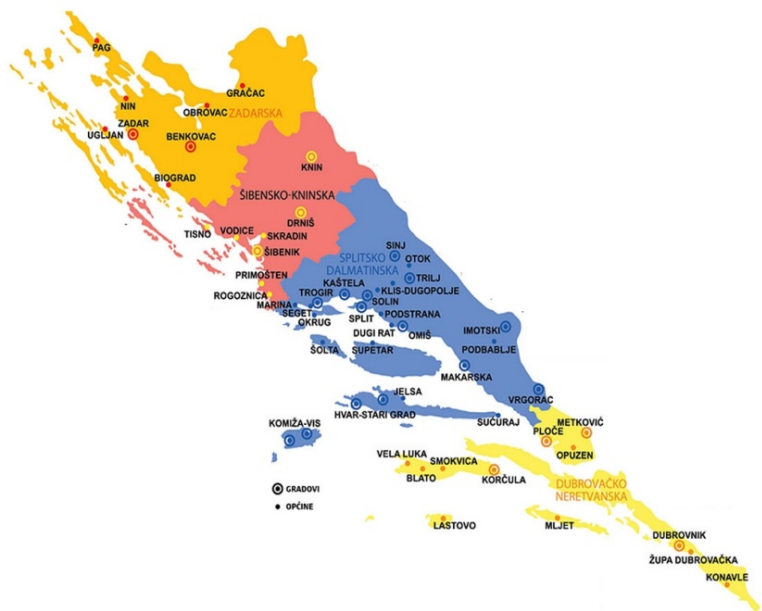 PAG
GRAČAC
NIN
OBROVAC
ZADARSKA
ZADAR
UGLJAN
BENKOVAC
BIOGRAD
KNIN
ŠIBENSKO-KNINSKA
DRNIŠ
TISNO
VODICE
SKRADIN
ŠIBENIK
PRIMOŠTEN
ROGOZNICA
SINJ
OTOK
SPLITSKO
DALMATINSKA
TRILJ
KAŠTELA
KLIS-DUGOPOLJE
TROGIR
SOLIN
MARINA
SEGET
OKRUG
SPLIT
PODSTRANA
DUGI RAT
OMIŠ
IMOTSKI
PODBABLJE
ŠOLTA
SUPETAR
MAKARSKA
VRGORAC
JELSA
HVAR-STARI GRAD
SUĆURAJ
KOMIŽA-VIS
METKOVIĆ
PLOČE
OPUZEN
VELA LUKA
SMOKVICA
BLATO
KORČULA
DUBROVAČKO
NERETVANSKA
GRADOVI
OPĆINE
LASTOVO
MLJET
DUBROVNIK
ŽUPA DUBROVAČKA
KONAVLE